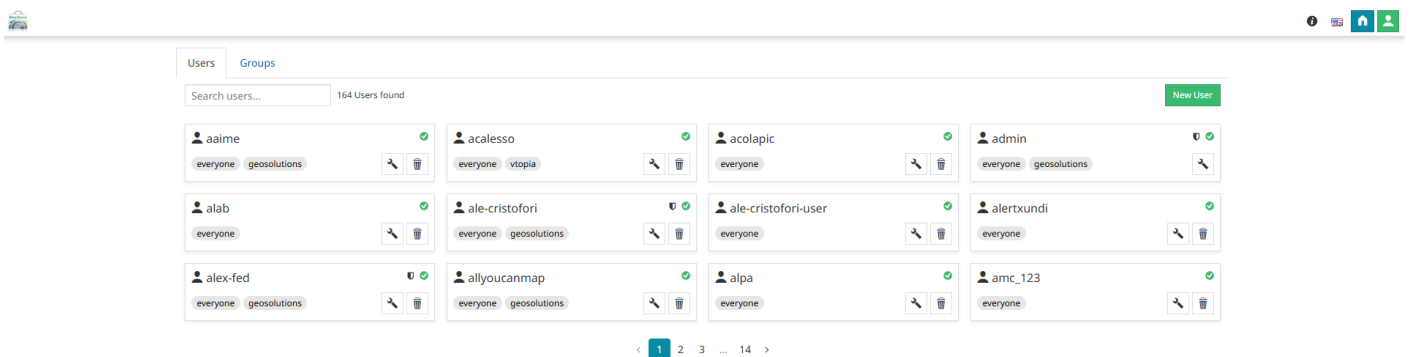 Users Groups
Search users... 164 Users found New User
aaime acalesso acolapic admin
everyone geosolutions everyone vtopia everyone everyone geosolutions
alab ale-cristofori ale-cristofori-user alertxundi
everyone everyone geosolutions everyone everyone
alex-fed allyoucanmap alpa amc_123
everyone geosolutions everyone geosolutions everyone everyone
‹ 1 2 3 ... 14 ›